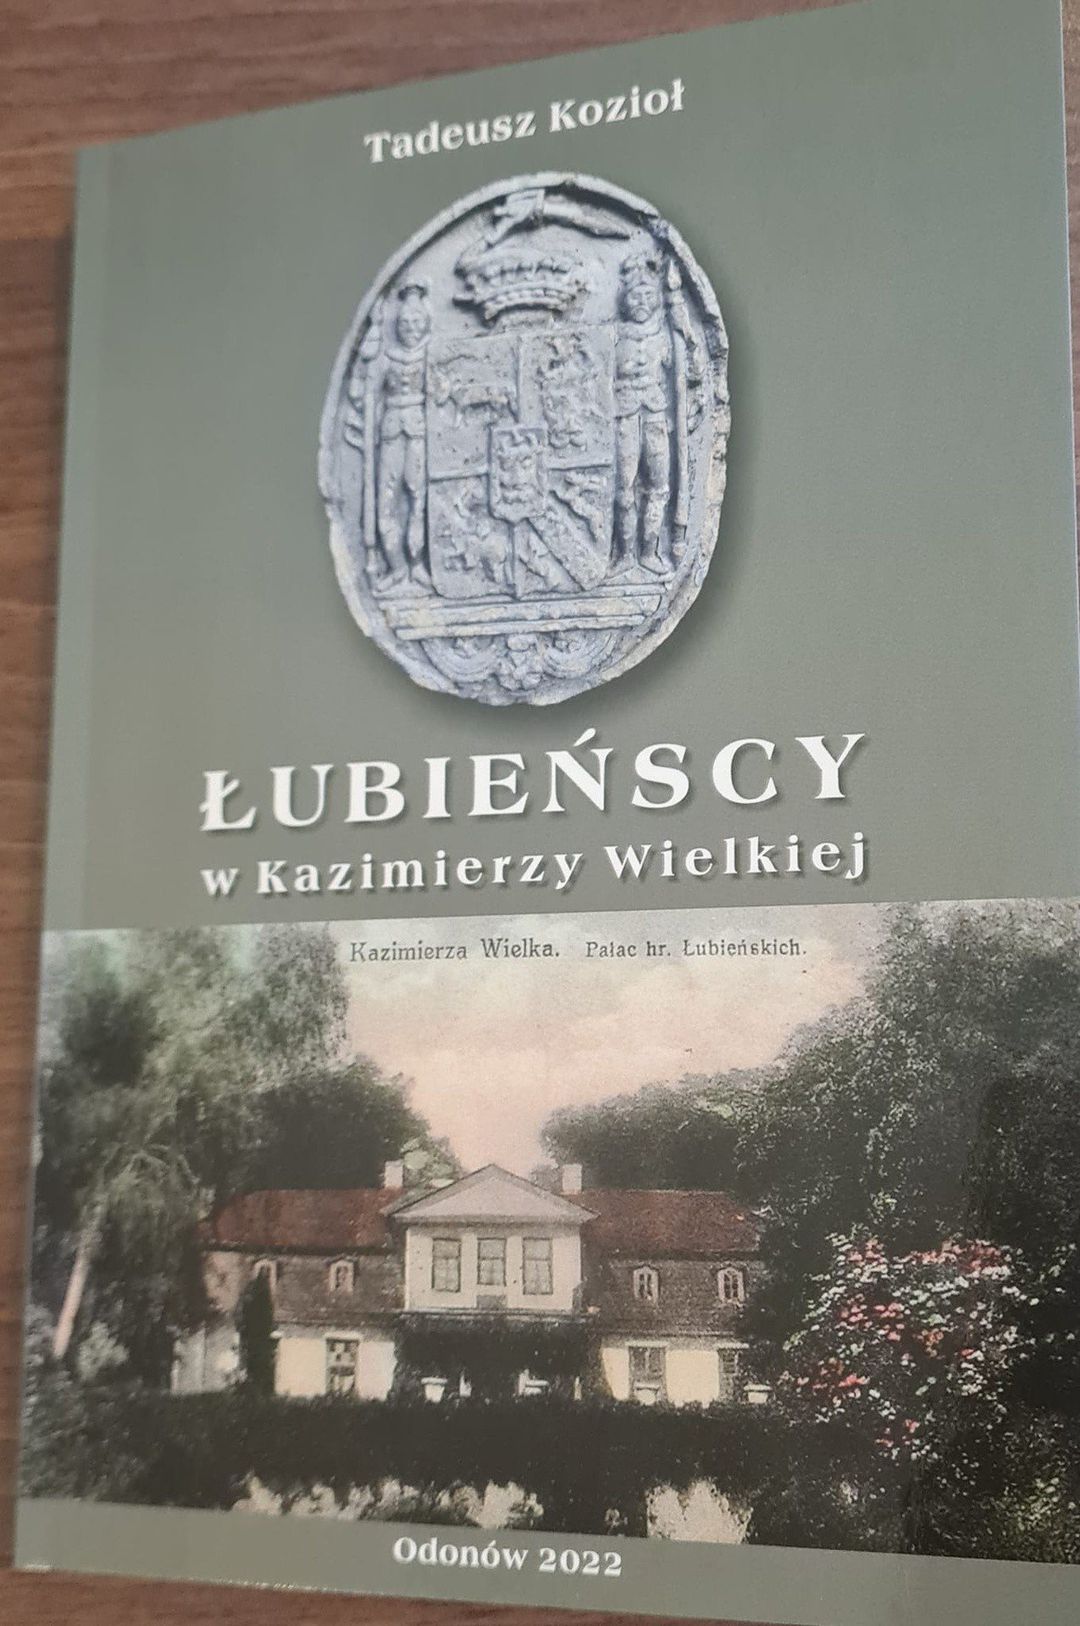 Tadeusz Kozioł
ŁUBIEŃSCY
w Kazimierzy Wielkiej
Kazimierza Wielka. Pałac hr. Łubieńskich.
Odonów 2022